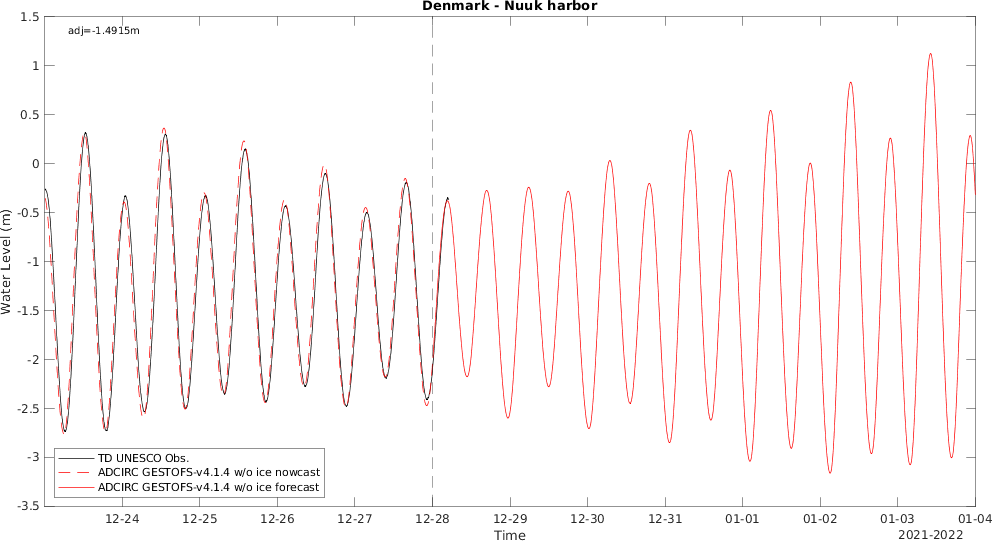 Denmark - Nuuk harbor
adj=-1.4915m
1.5
1
0.5
0
-0.5
-1
-1.5
-2
-2.5
-3
-3.5
Water Level (m)
TD UNESCO Obs.
ADCIRC GESTOFS-v4.1.4 w/o ice nowcast
ADCIRC GESTOFS-v4.1.4 w/o ice forecast
12-24 12-25 12-26 12-27 12-28 12-29 12-30 12-31 01-01 01-02 01-03 01-04
Time
2021-2022